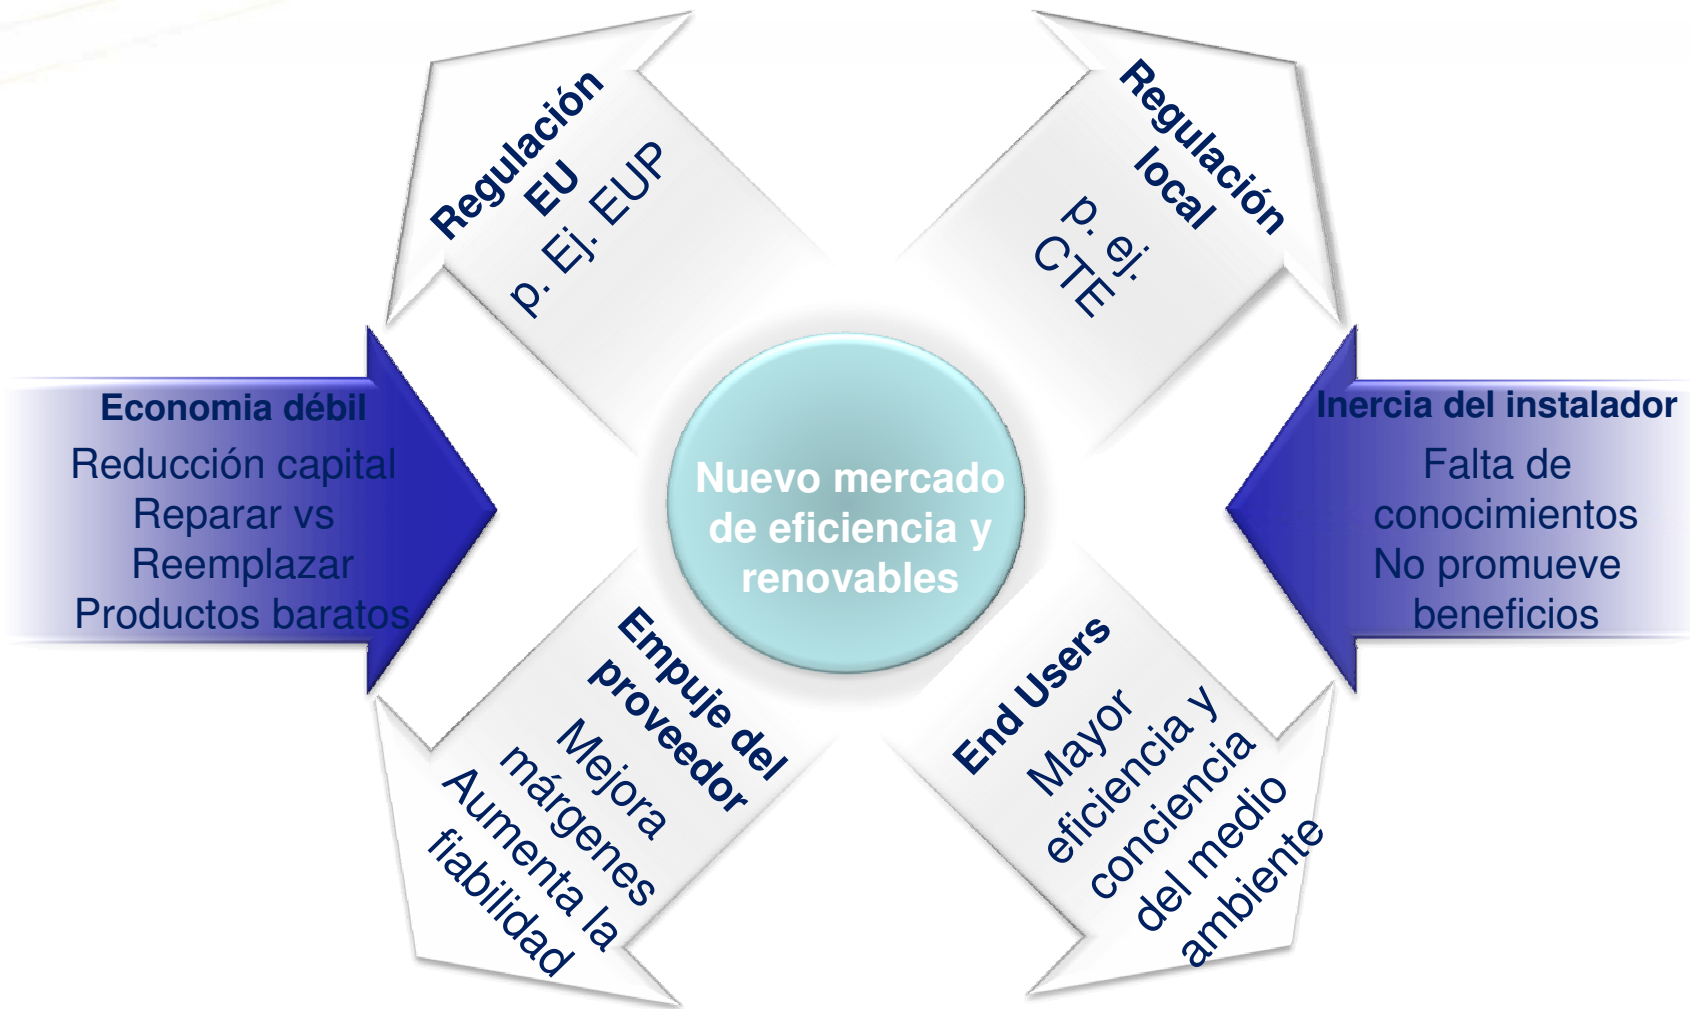 Regulación
EU
p. Ej. EUP
Regulación
local
p. ej.
CTE
Economia débil
Reducción capital
Reparar vs
Reemplazar
Productos baratos
Nuevo mercado
de eficiencia y
renovables
Inercia del instalador
Falta de
conocimientos
No promueve
beneficios
Empuje del
proveedor
Mejora
márgenes
Aumenta la
fiabilidad
End Users
Mayor
eficiencia y
conciencia
del medio
ambiente